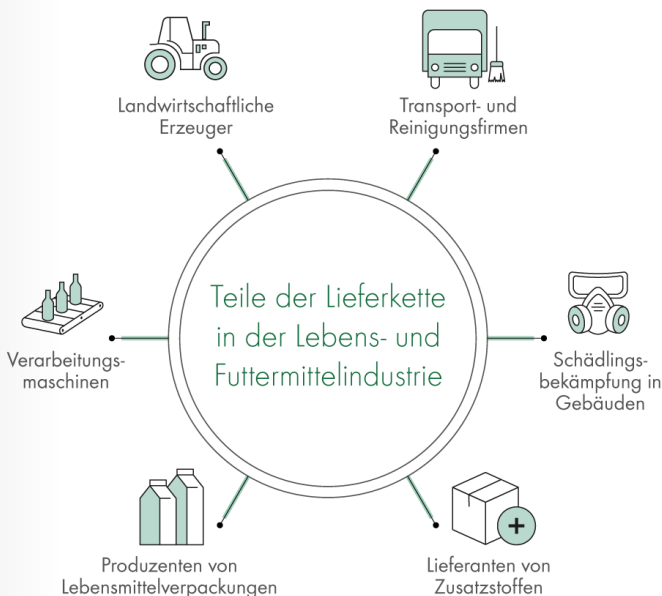 Landwirtschaftliche
Erzeuger
Transport- und
Reinigungsfirmen
Teile der Lieferkette
in der Lebens- und
Futtermittelindustrie
Verarbeitungs-
maschinen
Schädlings-
bekämpfung in
Gebäuden
Produzenten von
Lebensmittelverpackungen
Lieferanten von
Zusatzstoffen